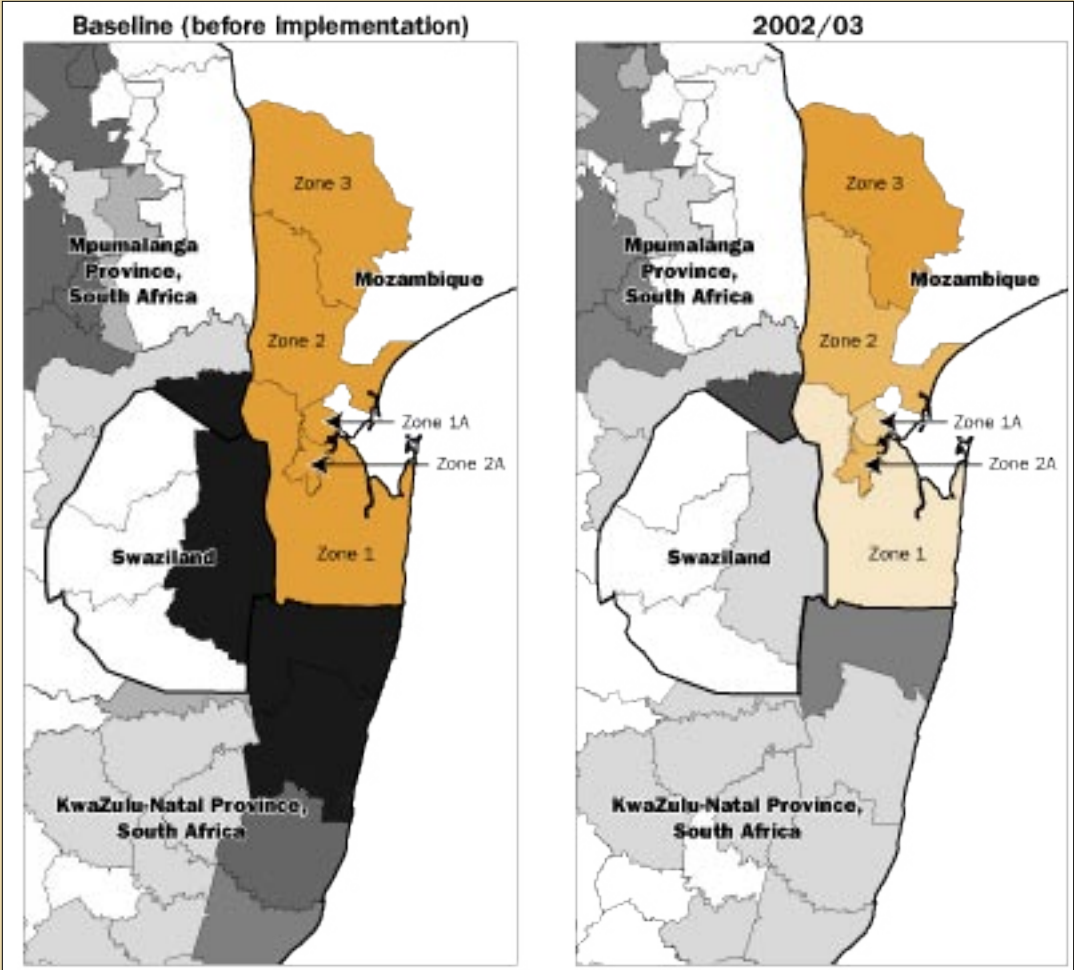 Baseline (before implementation)
Zone 3
Mpumalanga
Province,
South Africa
Mozambique
Zone 2
Zone 1A
Zone 2A
Swaziland
Zone 1
KwaZulu-Natal Province,
South Africa
2002/03
Zone 3
Mpumalanga
Province,
South Africa
Mozambique
Zone 2
Zone 1A
Zone 2A
Swaziland
Zone 1
KwaZulu-Natal Province,
South Africa